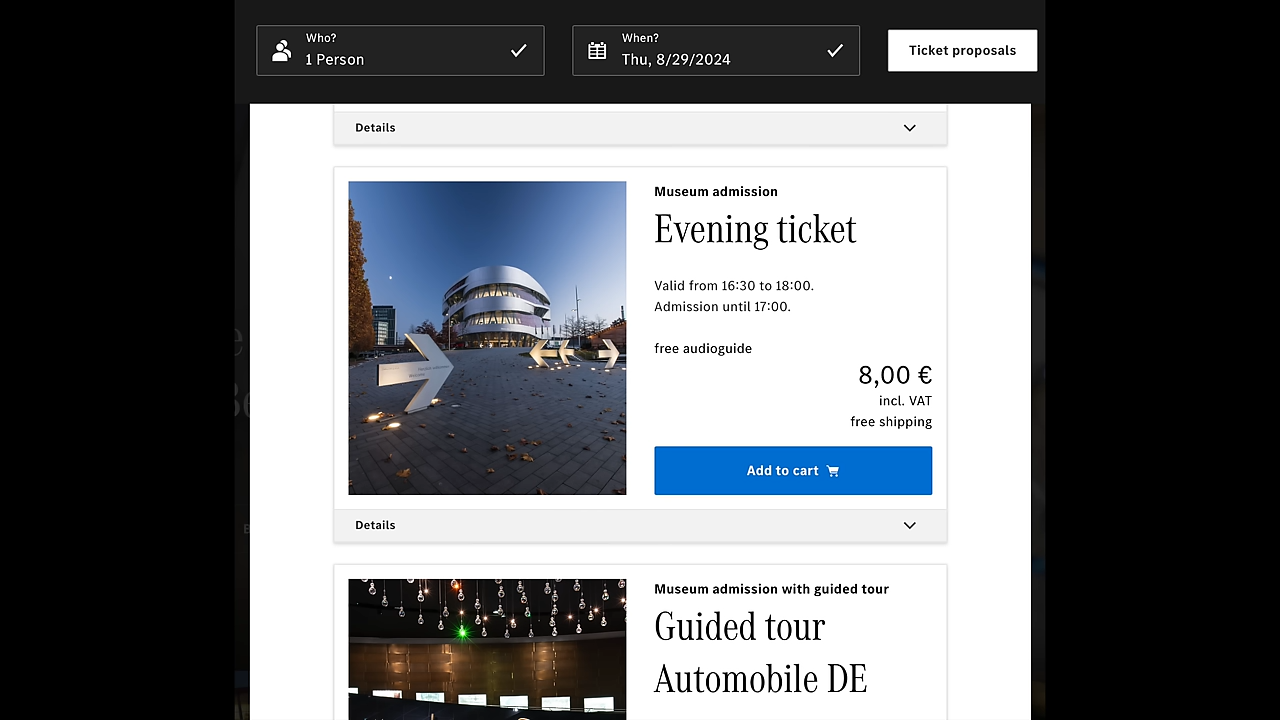 Who?
1 Person
When?
Thu, 8/29/2024
Ticket proposals
Details
Museum admission
Evening ticket
Valid from 16:30 to 18:00.
Admission until 17:00.
free audioguide
8,00 €
incl. VAT
free shipping
Add to cart
Details
Museum admission with guided tour
Guided tour
Automobile DE